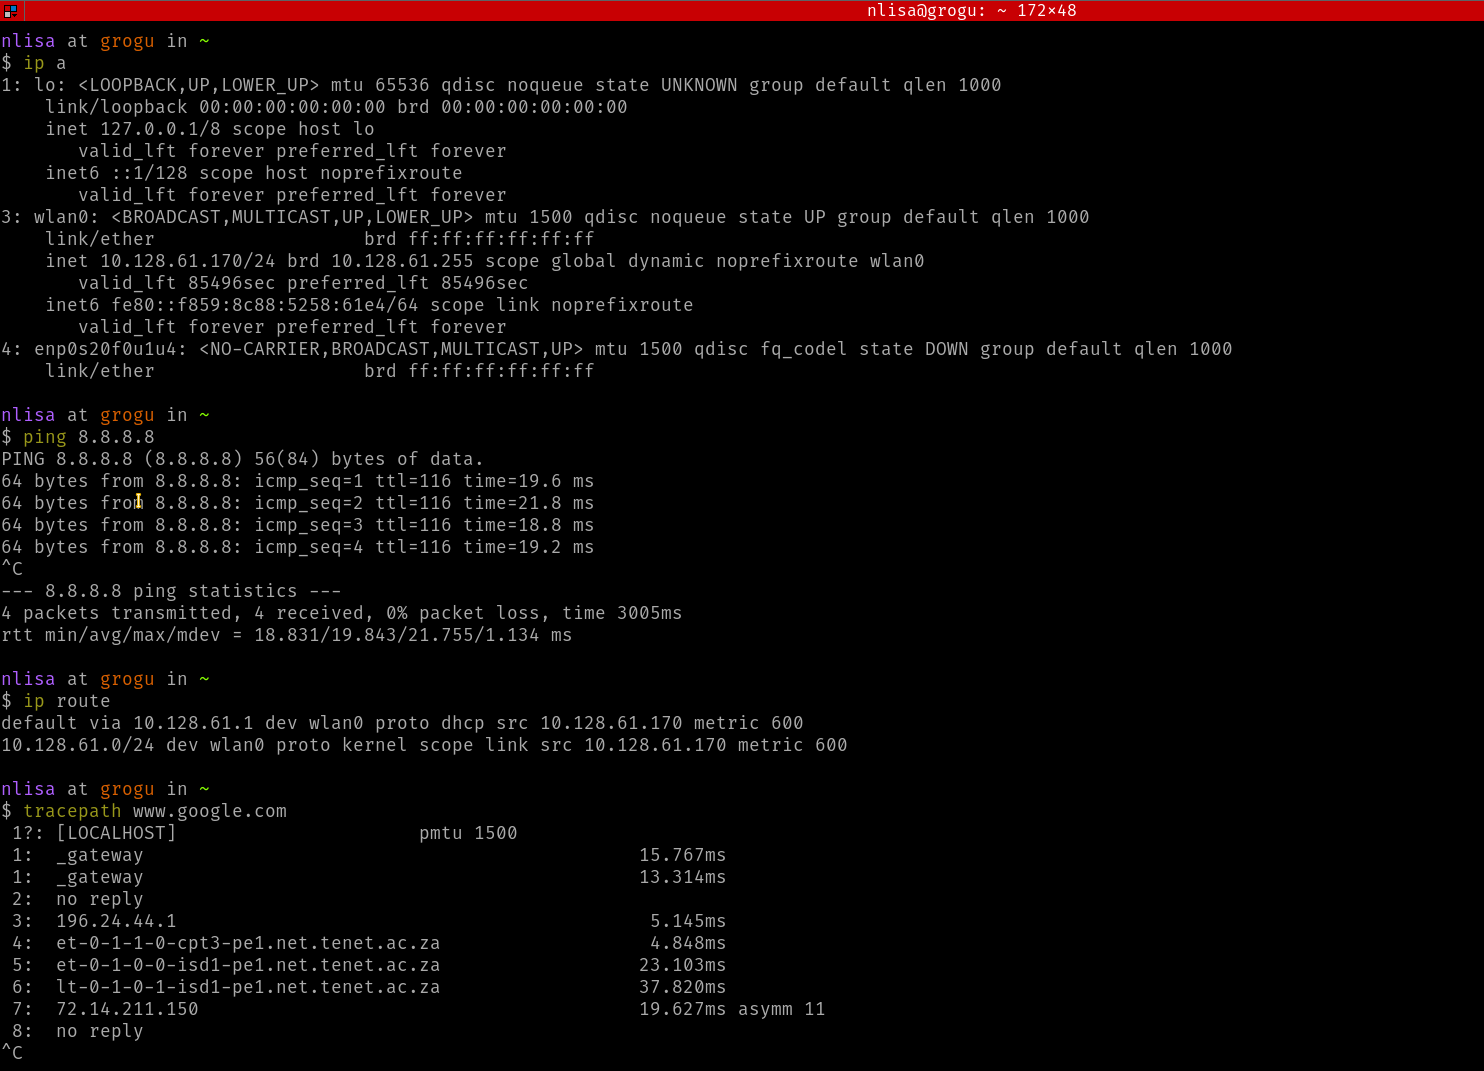 nlisa@grogu: ~ 172×48
nlisa at grogu in ~
$ ip a
1: lo: <LOOPBACK,UP,LOWER_UP> mtu 65536 qdisc noqueue state UNKNOWN group default qlen 1000
    link/loopback 00:00:00:00:00:00 brd 00:00:00:00:00:00
    inet 127.0.0.1/8 scope host lo
       valid_lft forever preferred_lft forever
    inet6 ::1/128 scope host noprefixroute
       valid_lft forever preferred_lft forever
3: wlan0: <BROADCAST,MULTICAST,UP,LOWER_UP> mtu 1500 qdisc noqueue state UP group default qlen 1000
    link/ether                   brd ff:ff:ff:ff:ff:ff
    inet 10.128.61.170/24 brd 10.128.61.255 scope global dynamic noprefixroute wlan0
       valid_lft 85496sec preferred_lft 85496sec
    inet6 fe80::f859:8c88:5258:61e4/64 scope link noprefixroute
       valid_lft forever preferred_lft forever
4: enp0s20f0u1u4: <NO-CARRIER,BROADCAST,MULTICAST,UP> mtu 1500 qdisc fq_codel state DOWN group default qlen 1000
    link/ether                   brd ff:ff:ff:ff:ff:ff
nlisa at grogu in ~
$ ping 8.8.8.8
PING 8.8.8.8 (8.8.8.8) 56(84) bytes of data.
64 bytes from 8.8.8.8: icmp_seq=1 ttl=116 time=19.6 ms
64 bytes from 8.8.8.8: icmp_seq=2 ttl=116 time=21.8 ms
64 bytes from 8.8.8.8: icmp_seq=3 ttl=116 time=18.8 ms
64 bytes from 8.8.8.8: icmp_seq=4 ttl=116 time=19.2 ms
^C
--- 8.8.8.8 ping statistics ---
4 packets transmitted, 4 received, 0% packet loss, time 3005ms
rtt min/avg/max/mdev = 18.831/19.843/21.755/1.134 ms
nlisa at grogu in ~
$ ip route
default via 10.128.61.1 dev wlan0 proto dhcp src 10.128.61.170 metric 600
10.128.61.0/24 dev wlan0 proto kernel scope link src 10.128.61.170 metric 600
nlisa at grogu in ~
$ tracepath www.google.com
 1?: [LOCALHOST]                      pmtu 1500
 1:  _gateway                                             15.767ms
 1:  _gateway                                             13.314ms
 2:  no reply
 3:  196.24.44.1                                           5.145ms
 4:  et-0-1-1-0-cpt3-pe1.net.tenet.ac.za                   4.848ms
 5:  et-0-1-0-0-isd1-pe1.net.tenet.ac.za                  23.103ms
 6:  lt-0-1-0-1-isd1-pe1.net.tenet.ac.za                  37.820ms
 7:  72.14.211.150                                        19.627ms asymm 11
 8:  no reply
^C